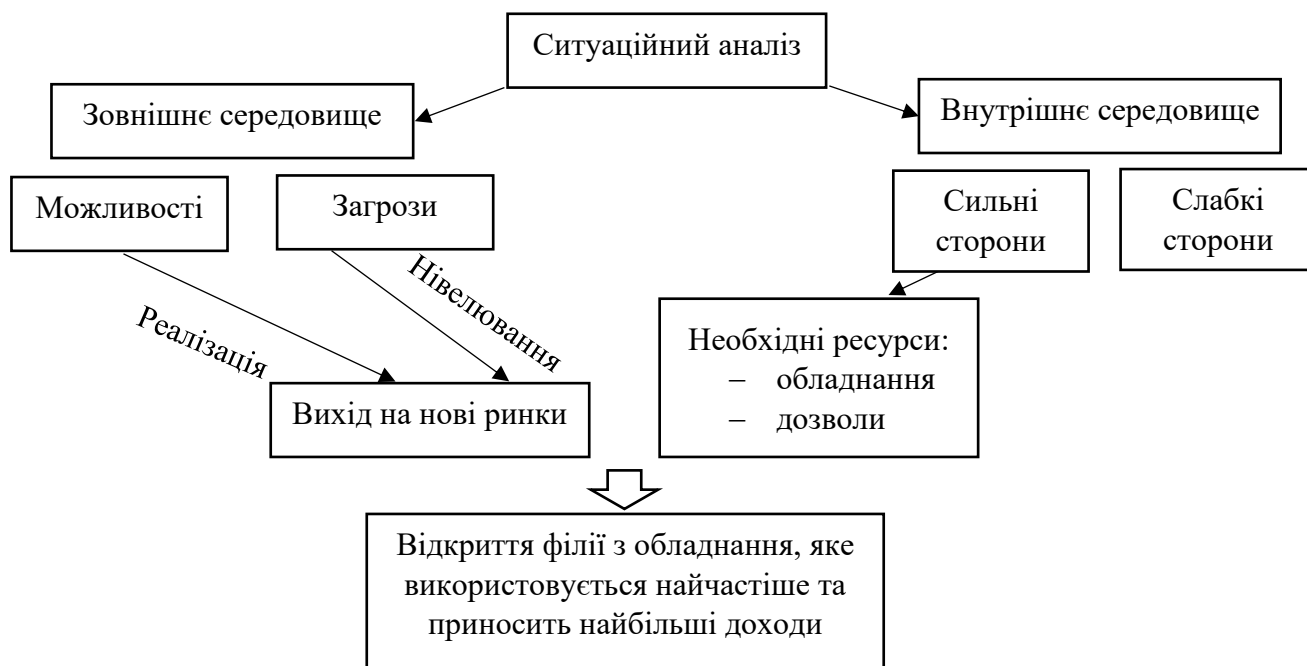 Ситуаційний аналіз
Зовнішнє середовище
Внутрішнє середовище
Можливості
Загрози
Сильні
сторони
Слабкі
сторони
Реалізація
Нівелювання
Необхідні ресурси:
– обладнання
– дозволи
Вихід на нові ринки
Відкриття філії з обладнання, яке
використовується найчастіше та
приносить найбільші доходи